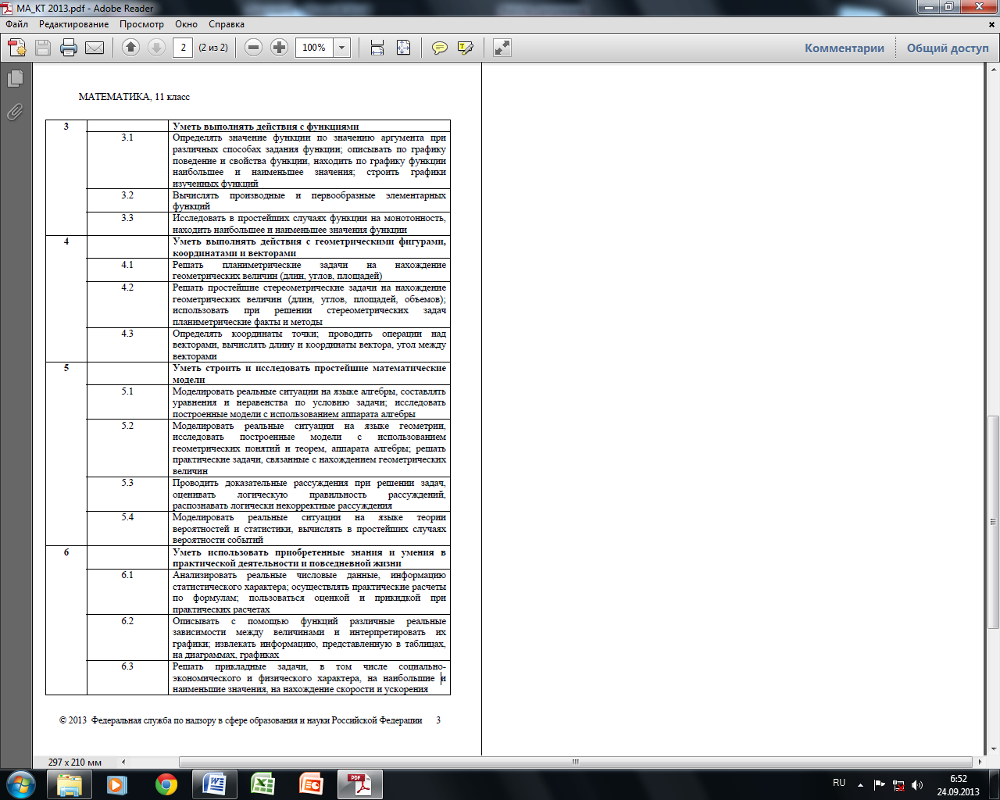 MA_KT 2013.pdf - Adobe Reader
Файл Редактирование Просмотр Окно Справка
2 (2 из 2) 100% Комментарии Общий доступ
МАТЕМАТИКА, 11 класс
3 Уметь выполнять действия с функциями
3.1 Определять значение функции по значению аргумента при
различных способах задания функции; описывать по графику
поведение и свойства функции, находить по графику функции
наибольшее и наименьшее значения; строить графики
изученных функций
3.2 Вычислять производные и первообразные элементарных
функций
3.3 Исследовать в простейших случаях функции на монотонность,
находить наибольшее и наименьшее значения функции
4 Уметь выполнять действия с геометрическими фигурами,
координатами и векторами
4.1 Решать планиметрические задачи на нахождение
геометрических величин (длин, углов, площадей)
4.2 Решать простейшие стереометрические задачи на нахождение
геометрических величин (длин, углов, площадей, объемов);
использовать при решении стереометрических задач
планиметрические факты и методы
4.3 Определять координаты точки; проводить операции над
векторами, вычислять длину и координаты вектора, угол между
векторами
5 Уметь строить и исследовать простейшие математические
модели
5.1 Моделировать реальные ситуации на языке алгебры, составлять
уравнения и неравенства по условию задачи; исследовать
построенные модели с использованием аппарата алгебры
5.2 Моделировать реальные ситуации на языке геометрии,
исследовать построенные модели с использованием
геометрических понятий и теорем, аппарата алгебры; решать
практические задачи, связанные с нахождением геометрических
величин
5.3 Проводить доказательные рассуждения при решении задач,
оценивать логическую правильность рассуждений,
распознавать логически некорректные рассуждения
5.4 Моделировать реальные ситуации на языке теории
вероятностей и статистики, вычислять в простейших случаях
вероятности событий
6 Уметь использовать приобретенные знания и умения в
практической деятельности и повседневной жизни
6.1 Анализировать реальные числовые данные, информацию
статистического характера; осуществлять практические расчеты
по формулам; пользоваться оценкой и прикидкой при
практических расчетах
6.2 Описывать с помощью функций различные реальные
зависимости между величинами и интерпретировать их
графики; извлекать информацию, представленную в таблицах,
на диаграммах, графиках
6.3 Решать прикладные задачи, в том числе социально-
экономического и физического характера, на наибольшие и
наименьшие значения, на нахождение скорости и ускорения
© 2013 Федеральная служба по надзору в сфере образования и науки Российской Федерации 3
297 x 210 мм
RU 6:52
24.09.2013